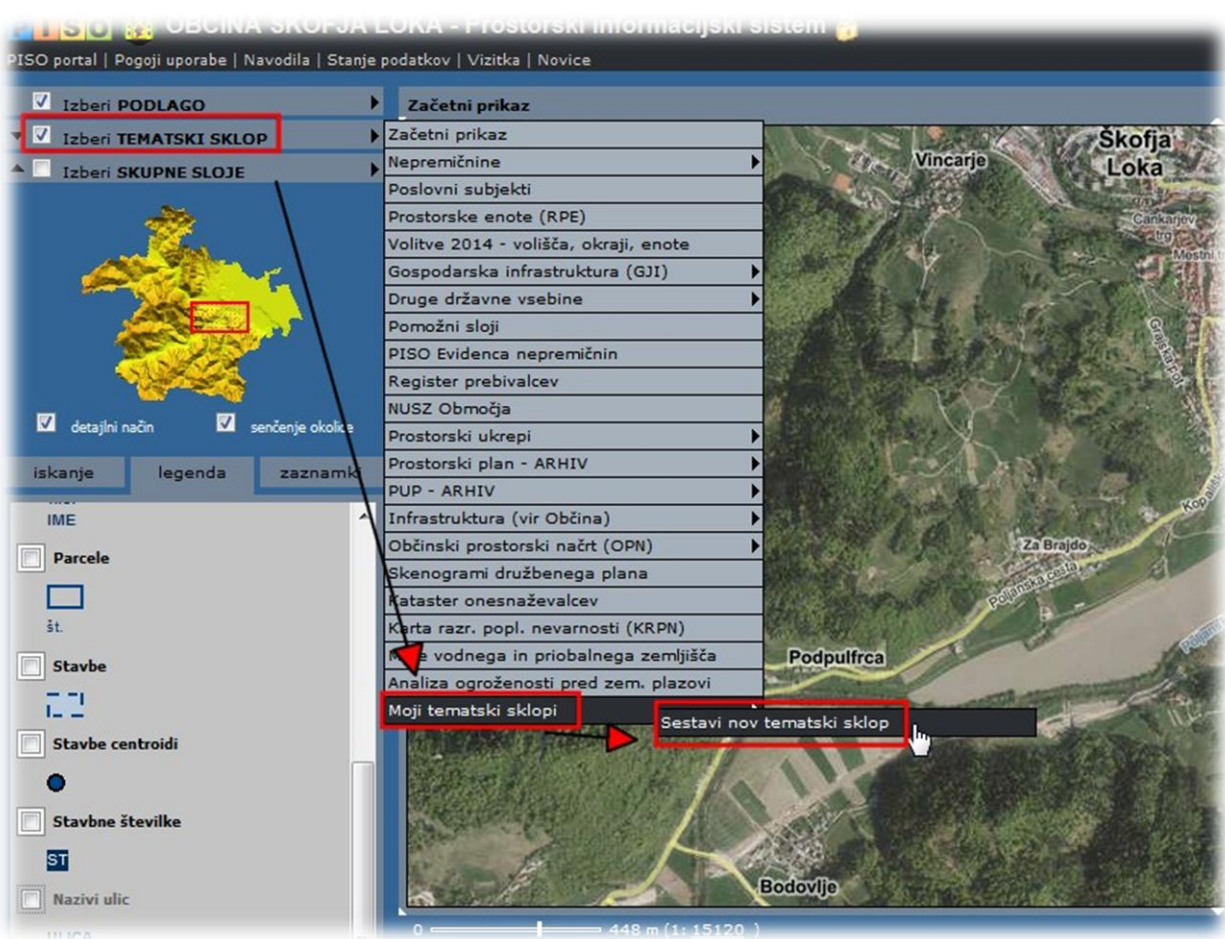 PISO OBČINA ŠKOFJA LOKA - Prostorski informacijski sistem
PISO portal | Pogoji uporabe | Navodila | Stanje podatkov | Vizitka | Novice
Izberi PODLAGO
Izberi TEMATSKI SKLOP
Izberi SKUPNE SLOJE
detajlni način
senčenje okolice
iskanje
legenda
zaznamki
IME
Parcele
št.
Stavbe
Stavbe centroidi
Stavbne številke
ST
Nazivi ulic
ULICA
Začetni prikaz
Začetni prikaz
Nepremičnine
Poslovni subjekti
Prostorske enote (RPE)
Volitve 2014 - volišča, okraji, enote
Gospodarska infrastruktura (GJI)
Druge državne vsebine
Pomožni sloji
PISO Evidenca nepremičnin
Register prebivalcev
NUSZ Območja
Prostorski ukrepi
Prostorski plan - ARHIV
PUP - ARHIV
Infrastruktura (vir Občina)
Občinski prostorski načrt (OPN)
Skenogrami družbenega plana
Kataster onesnaževalcev
Karta razr. popl. nevarnosti (KRPN)
vodnega in priobalnega zemljišča
Analiza ogroženosti pred zem. plazovi
Moji tematski sklopi
Sestavi nov tematski sklop
Vincarje
Škofja
Loka
Cankarjev
trg
Mestni
Grajska pot
Za Brajdo
Poljanska cesta
Podpulfrca
Bodovlje
0
448 m (1: 15120 )